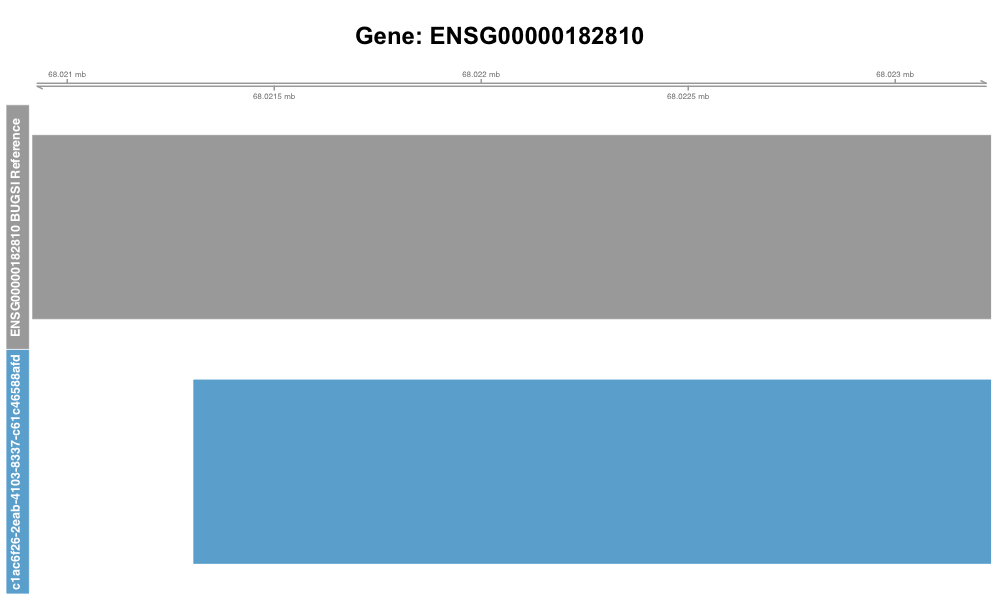 Gene: ENSG00000182810
68.021 mb
68.022 mb
68.023 mb
68.0215 mb
68.0225 mb
ENSG00000182810 BUGSI Reference
c1ac6f26-2eab-4103-8337-c61c46588afd